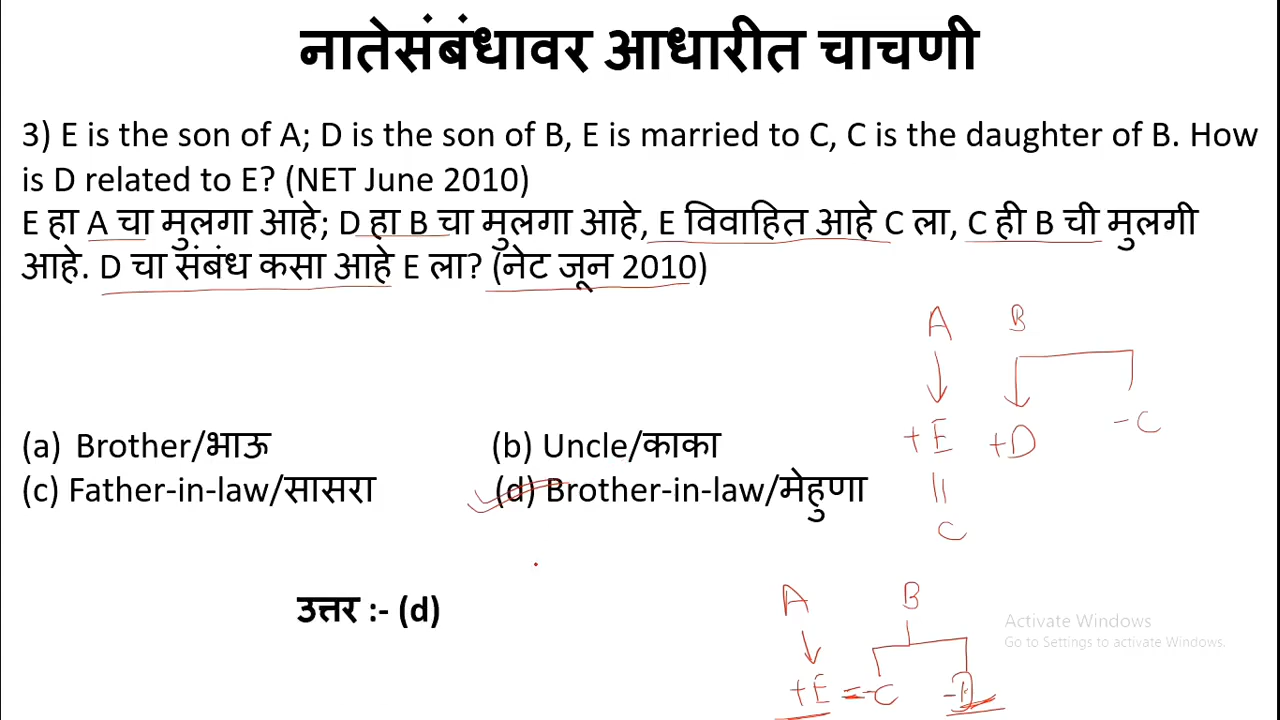 नातेसंबंधावर आधारीत चाचणी
3) E is the son of A; D is the son of B, E is married to C, C is the daughter of B. How
is D related to E? (NET June 2010)
E हा A चा मुलगा आहे; D हा B चा मुलगा आहे, E विवाहित आहे C ला, C ही B ची मुलगी
आहे. D चा संबंध कसा आहे E ला? (नेट जून 2010)
A B
(a) Brother/भाऊ (b) Uncle/काका
+E +D -C
(c) Father-in-law/सासरा (d) Brother-in-law/मेहुणा
C
उत्तर :- (d)
A B
Activate Windows
Go to Settings to activate Windows.
+E = -C